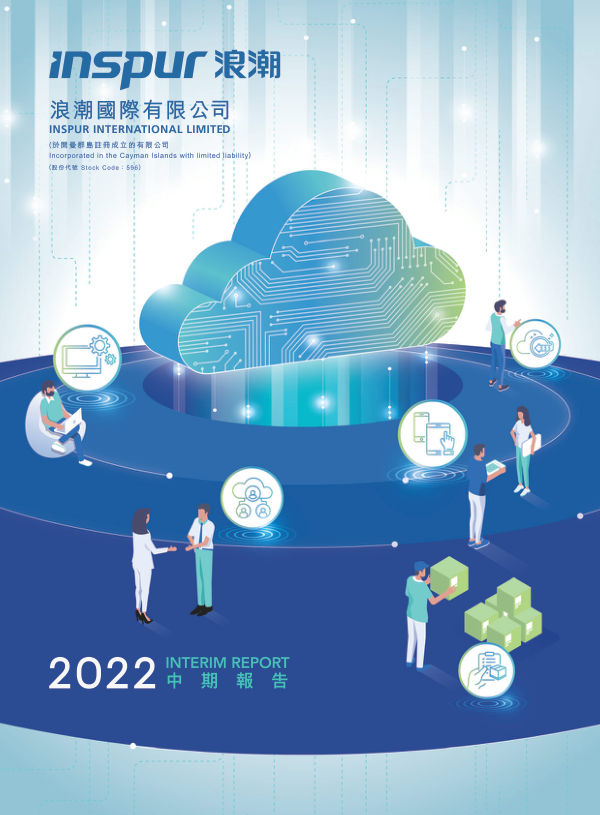 inspur 浪潮
浪潮國際有限公司
INSPUR INTERNATIONAL LIMITED
(於開曼群島註冊成立的有限公司
Incorporated in the Cayman Islands with limited liability)
(股份代號 Stock Code : 596)
2022 INTERIM REPORT
中期報告